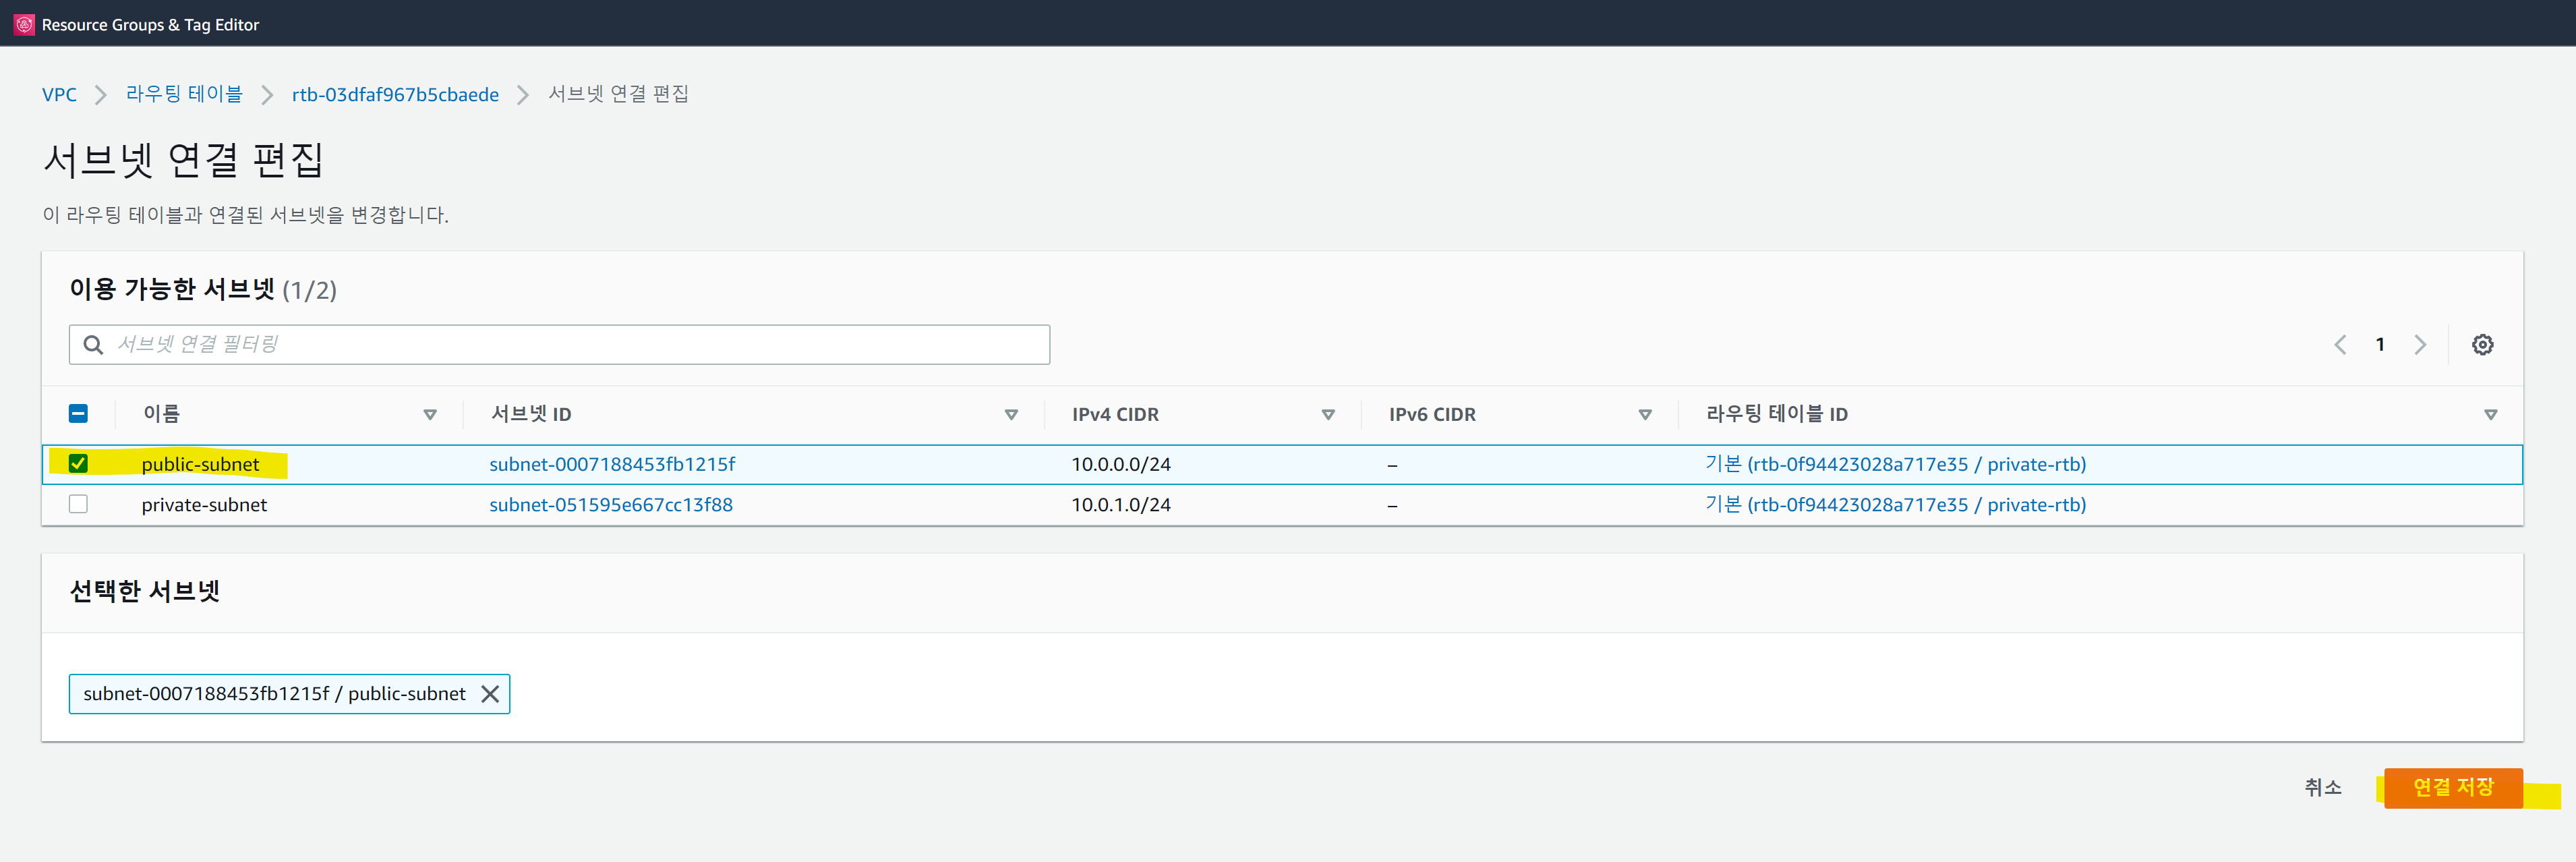 Resource Groups & Tag Editor
VPC 라우팅 테이블 rtb-03dfaf967b5cbaede 서브넷 연결 편집
서브넷 연결 편집
이 라우팅 테이블과 연결된 서브넷을 변경합니다.
이용 가능한 서브넷 (1/2)
서브넷 연결 필터링
1
이름 서브넷 ID IPv4 CIDR IPv6 CIDR 라우팅 테이블 ID
public-subnet subnet-0007188453fb1215f 10.0.0.0/24 – 기본 (rtb-0f94423028a717e35 / private-rtb)
private-subnet subnet-051595e667cc13f88 10.0.1.0/24 – 기본 (rtb-0f94423028a717e35 / private-rtb)
선택한 서브넷
subnet-0007188453fb1215f / public-subnet
취소 연결 저장